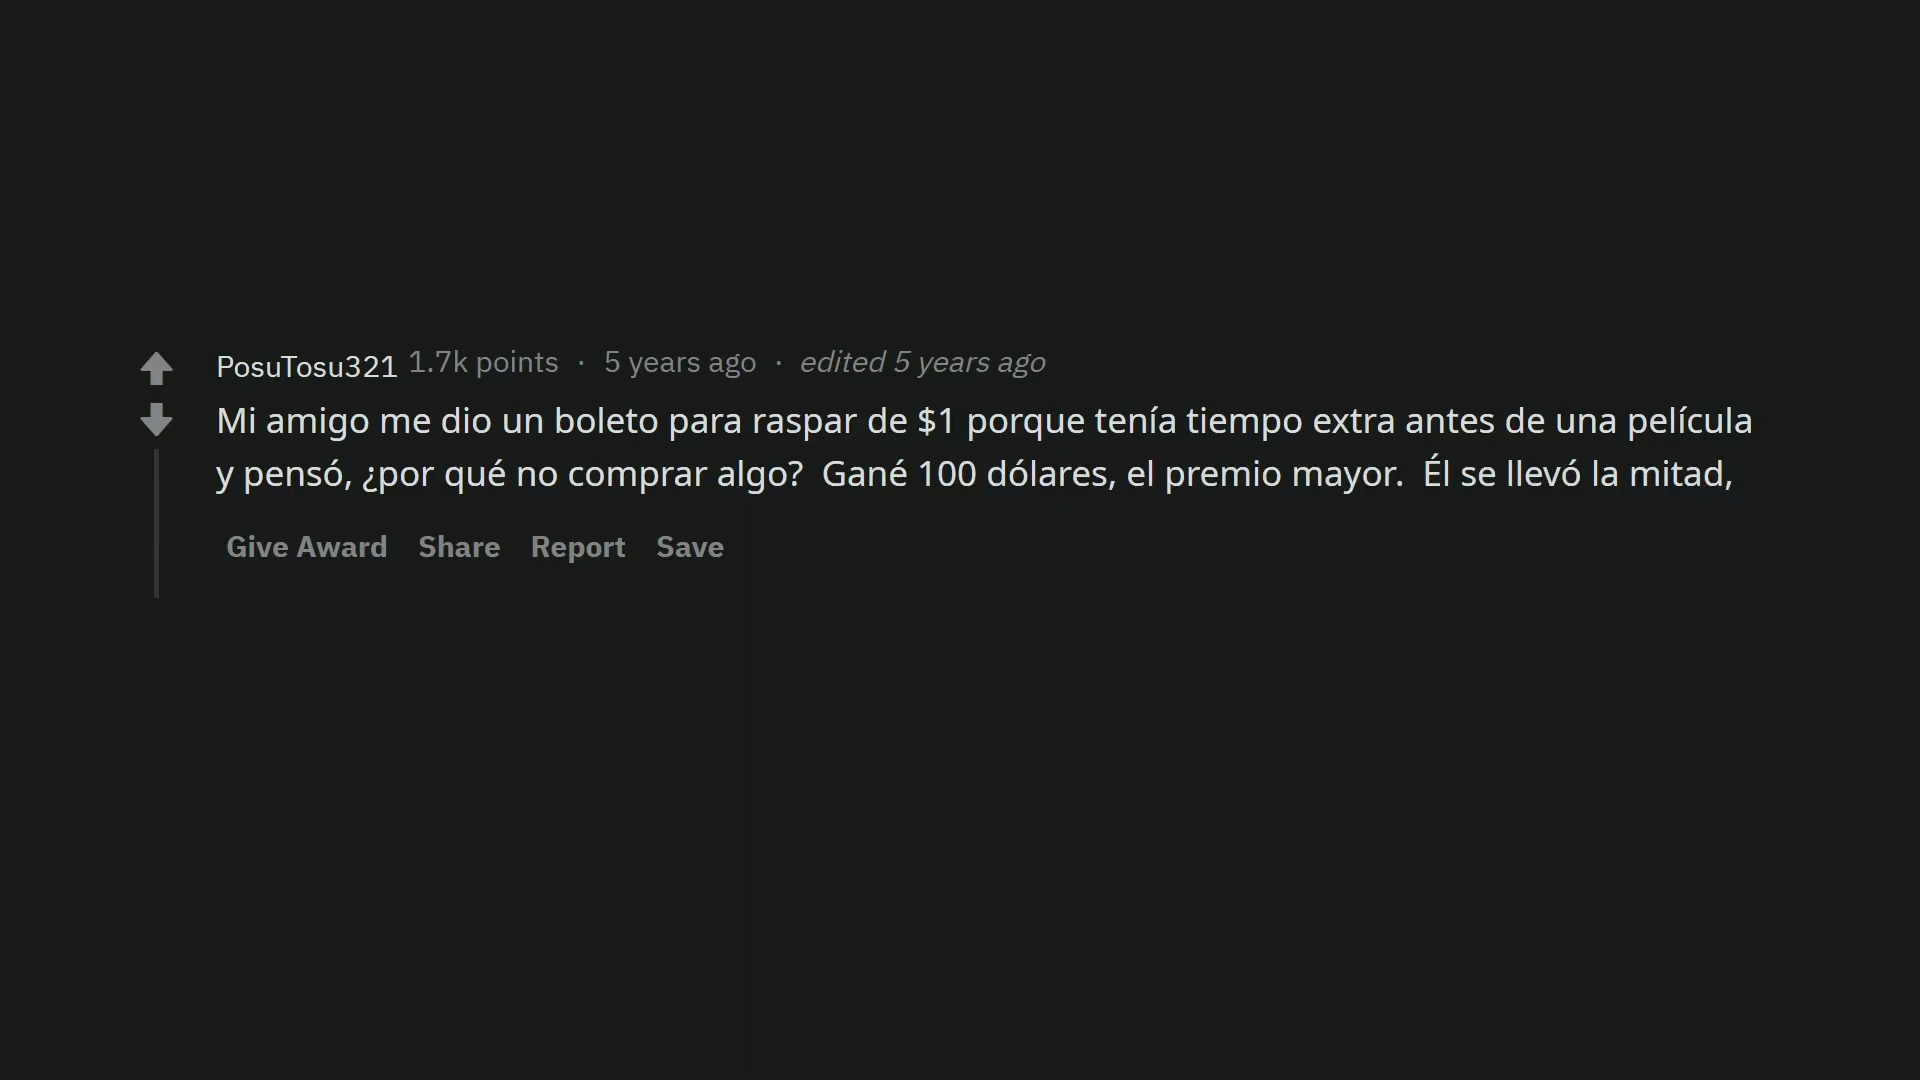 PosuTosu321 1.7k points · 5 years ago · edited 5 years ago
Mi amigo me dio un boleto para raspar de $1 porque tenía tiempo extra antes de una película
y pensó, ¿por qué no comprar algo?  Gané 100 dólares, el premio mayor.  Él se llevó la mitad,
Give Award Share Report Save